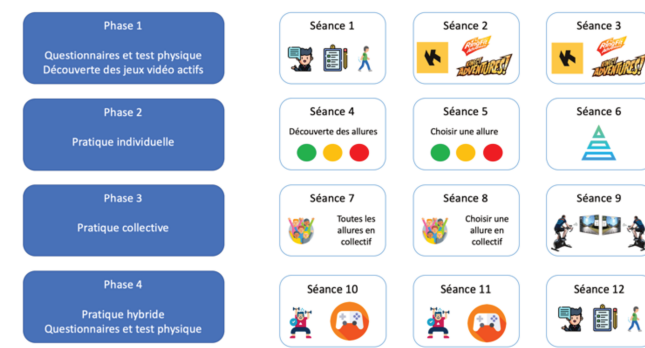 Phase 1
Questionnaires et test physique
Découverte des jeux vidéo actifs
Séance 1
Séance 2
ADVENTURES!
Séance 3
ADVENTURES!
Phase 2
Pratique individuelle
Séance 4
Découverte des allures
Séance 5
Choisir une allure
Séance 6
Phase 3
Pratique collective
Séance 7
Toutes les
allures en
collectif
Séance 8
Choisir une
allure en
collectif
Séance 9
Phase 4
Pratique hybride
Questionnaires et test physique
Séance 10
Séance 11
Séance 12